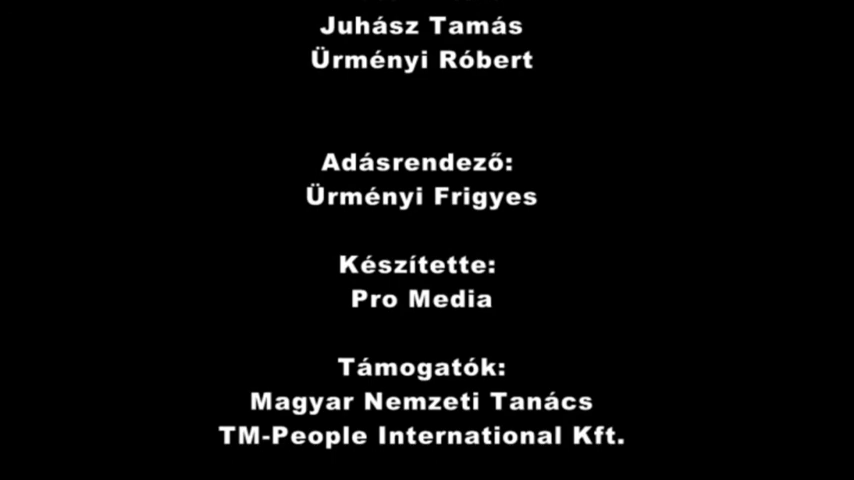 Juhász Tamás
Ürményi Róbert
Adásrendező:
Ürményi Frigyes
Készítette:
Pro Media
Támogatók:
Magyar Nemzeti Tanács
TM-People International Kft.